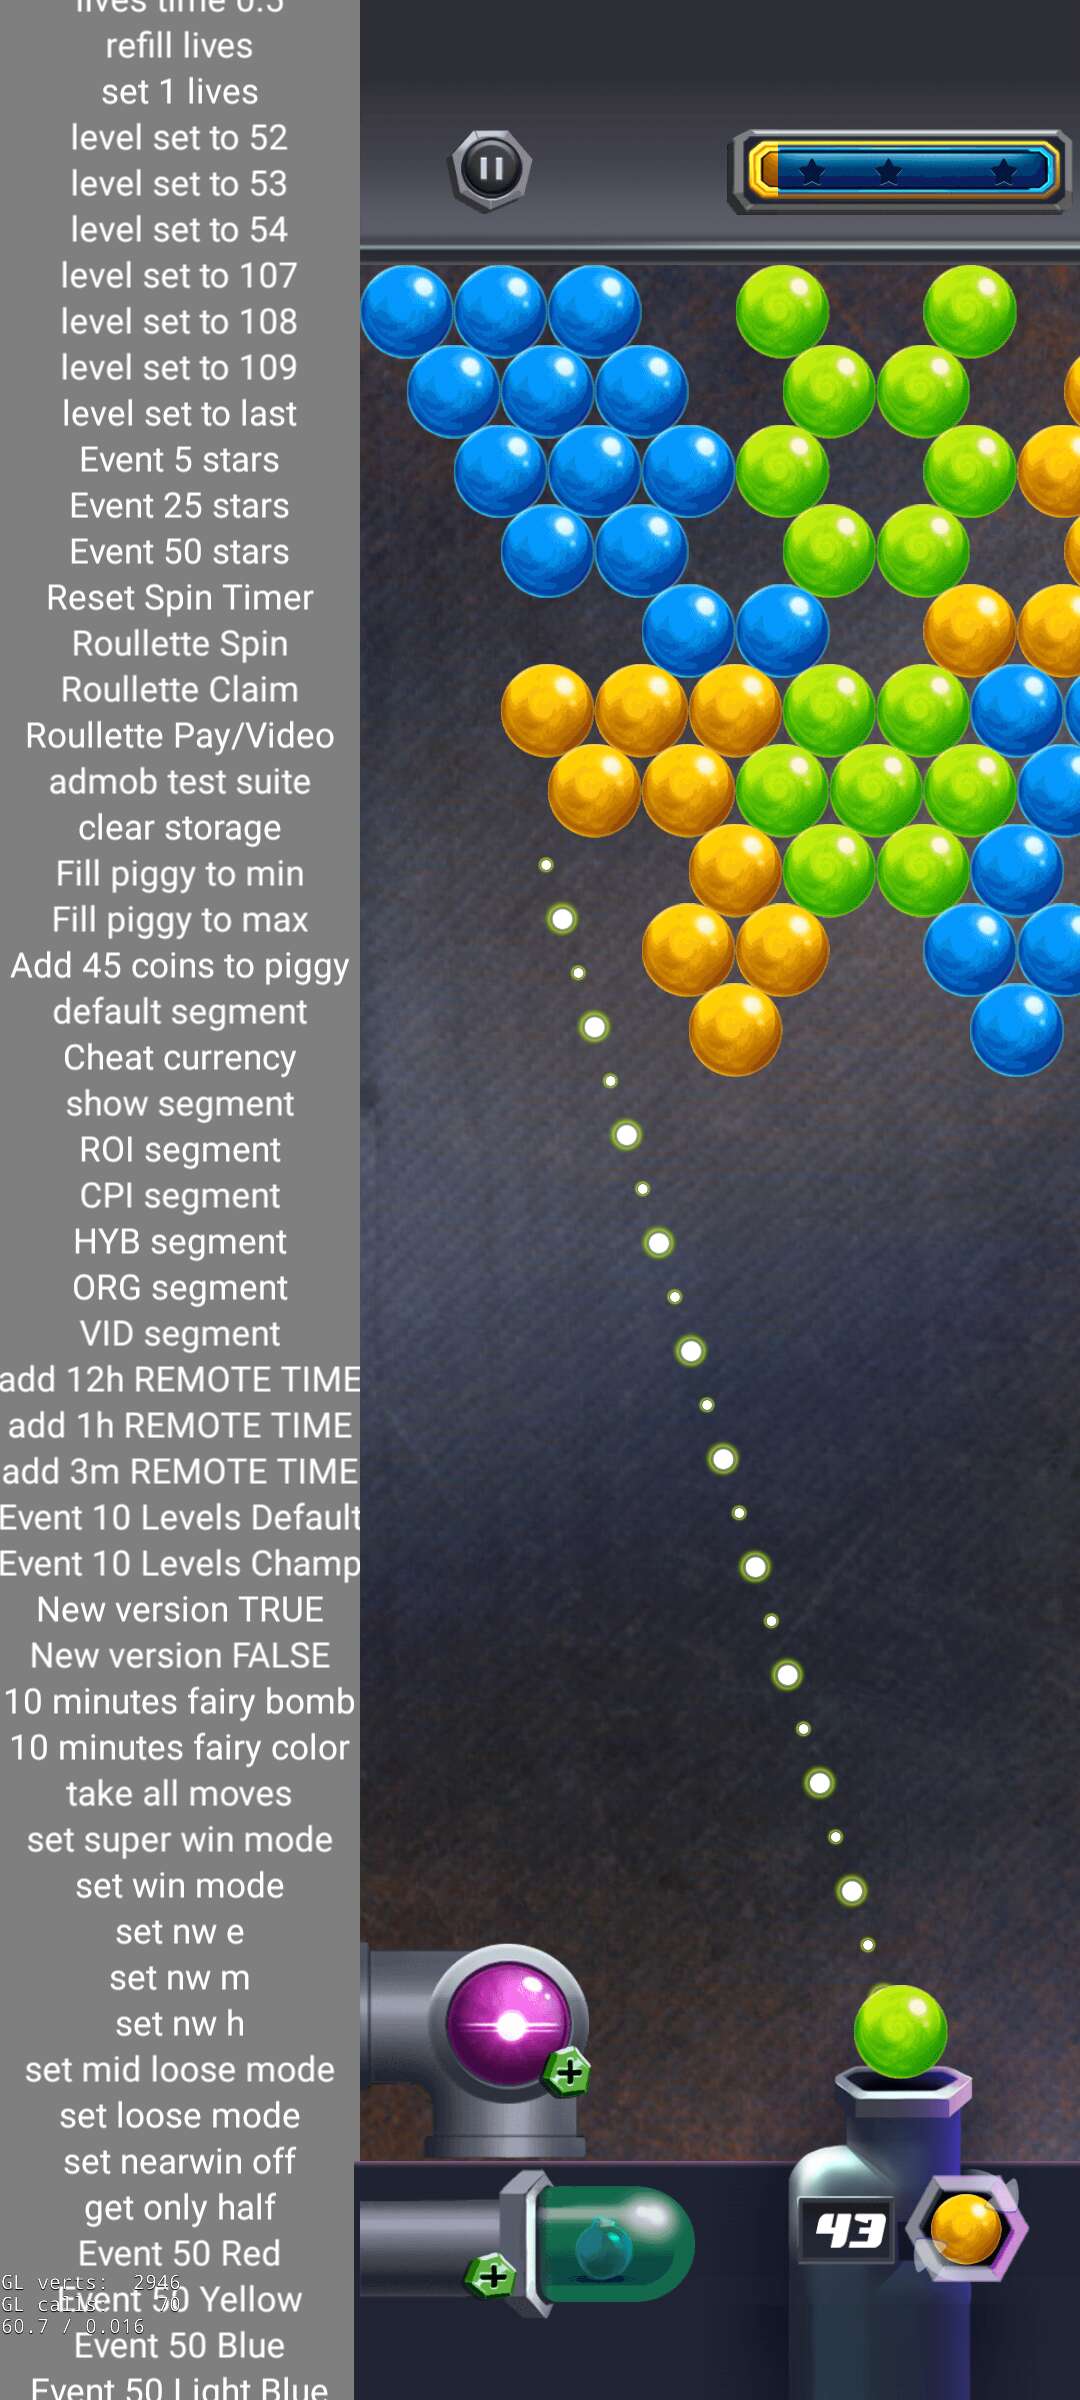 lives time 0.5
refill lives
set 1 lives
level set to 52
level set to 53
level set to 54
level set to 107
level set to 108
level set to 109
level set to last
Event 5 stars
Event 25 stars
Event 50 stars
Reset Spin Timer
Roullette Spin
Roullette Claim
Roullette Pay/Video
admob test suite
clear storage
Fill piggy to min
Fill piggy to max
Add 45 coins to piggy
default segment
Cheat currency
show segment
ROI segment
CPI segment
HYB segment
ORG segment
VID segment
add 12h REMOTE TIME
add 1h REMOTE TIME
add 3m REMOTE TIME
Event 10 Levels Default
Event 10 Levels Champ
New version TRUE
New version FALSE
10 minutes fairy bomb
10 minutes fairy color
take all moves
set super win mode
set win mode
set nw e
set nw m
set nw h
set mid loose mode
set loose mode
set nearwin off
get only half
Event 50 Red
Event 50 Yellow
Event 50 Blue
Event 50 Light Blue
GL verts: 2946
GL calls: 70
60.7 / 0.016
43